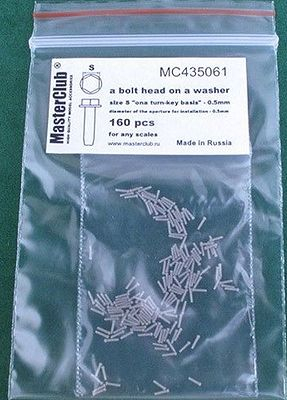 MasterClub
S
MC435061
a bolt head on a washer
size S "ona turn-key basis" - 0.5mm
diameter of the aperture for installation - 0.5mm
160 pcs
for any scales
www.masterclub.ru Made in Russia